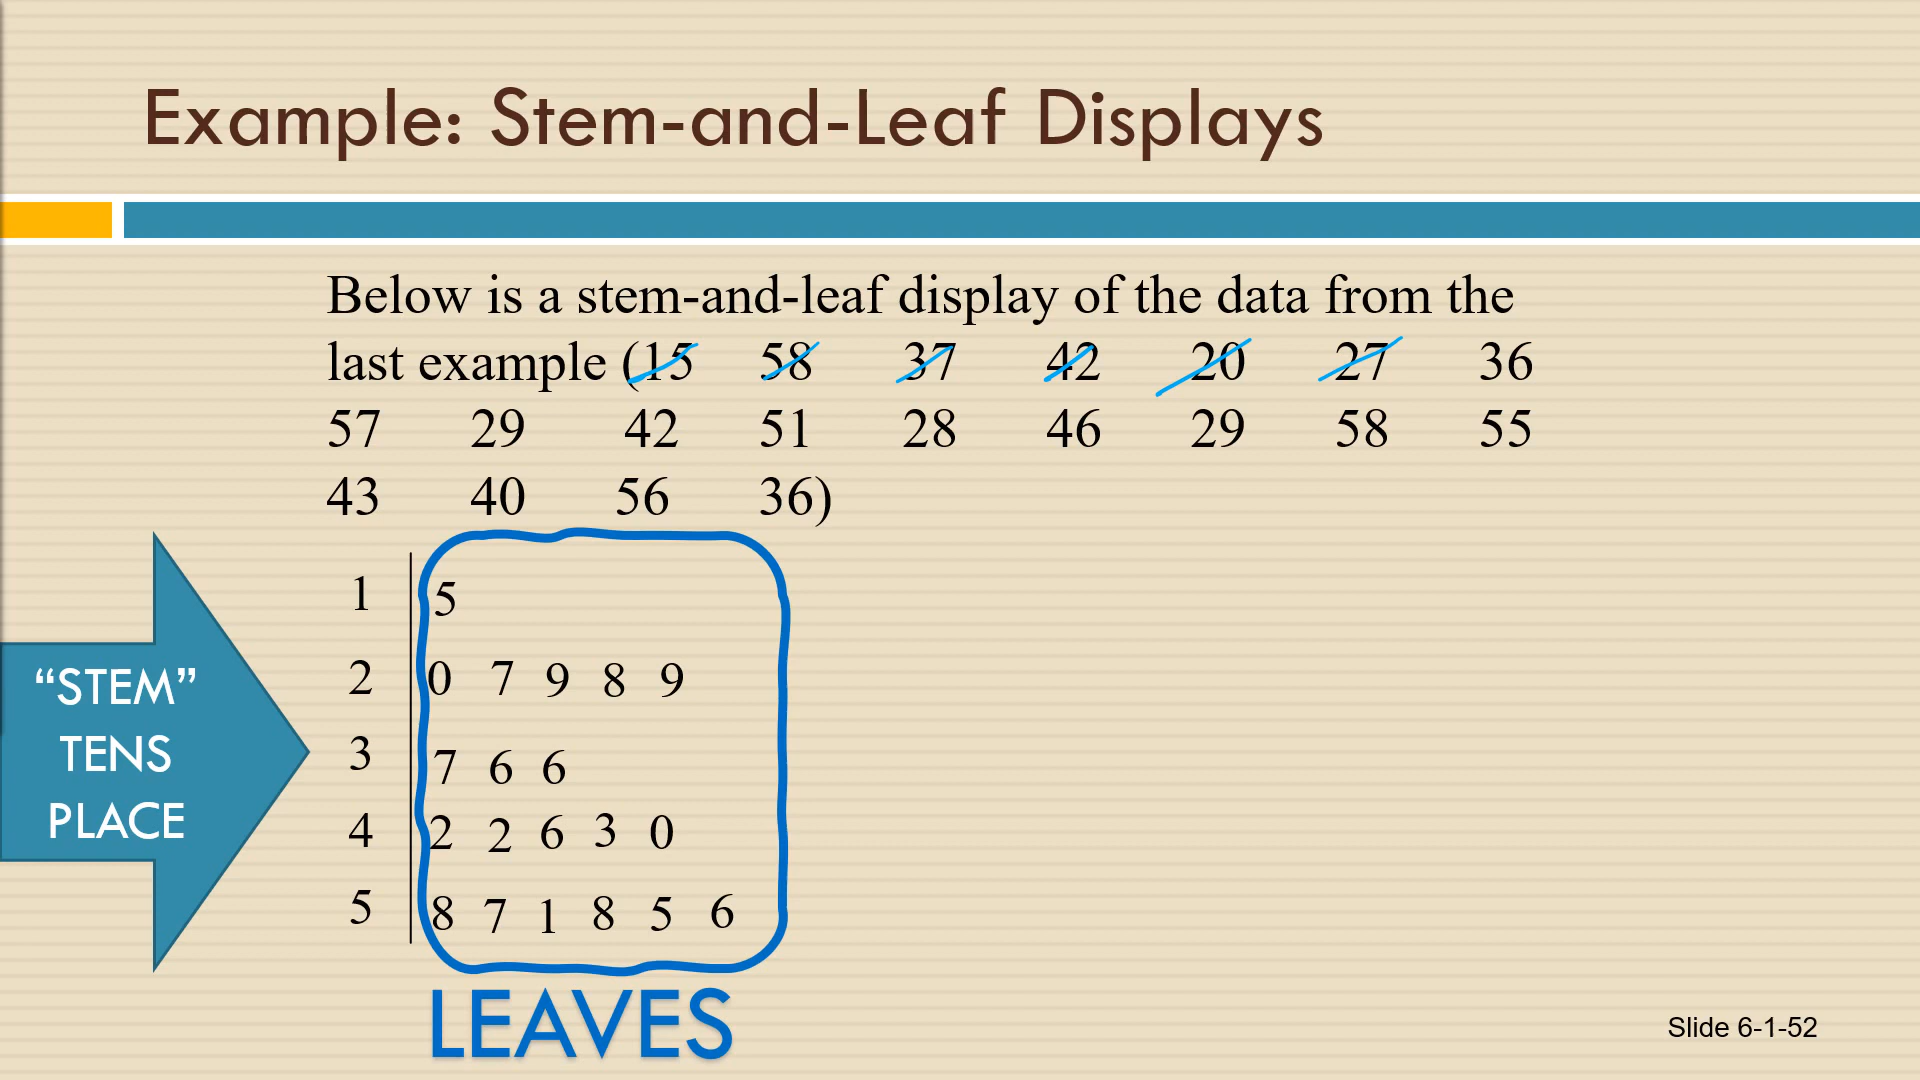 Example: Stem-and-Leaf Displays
Below is a stem-and-leaf display of the data from the
last example (15 58 37 42 20 27 36
57 29 42 51 28 46 29 58 55
43 40 56 36)
"STEM"
TENS
PLACE
1 5
2 0 7 9 8 9
3 7 6 6
4 2 2 6 3 0
5 8 7 1 8 5 6
LEAVES
Slide 6-1-52